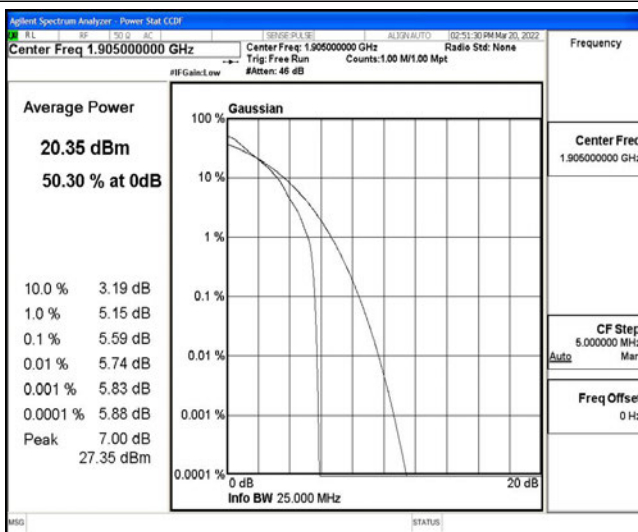 Agilent Spectrum Analyzer - Power Stat CCDF
RL RF 50 Ω AC SENSE:PULSE ALIGN AUTO 02:51:30 PM Mar 20, 2022
Center Freq 1.905000000 GHz
Center Freq: 1.905000000 GHz Radio Std: None
Trig: Free Run Counts:1.00 M/1.00 Mpt
#IFGain:Low #Atten: 46 dB
Frequency
Average Power
20.35 dBm
50.30 % at 0dB
10.0 % 3.19 dB
1.0 % 5.15 dB
0.1 % 5.59 dB
0.01 % 5.74 dB
0.001 % 5.83 dB
0.0001 % 5.88 dB
Peak 7.00 dB
27.35 dBm
Gaussian
100 %
10 %
1 %
0.1 %
0.01 %
0.001 %
0.0001 %
0 dB 20 dB
Info BW 25.000 MHz
Center Freq
1.905000000 GHz
CF Step
5.000000 MHz
Auto Man
Freq Offset
0 Hz
MSG STATUS